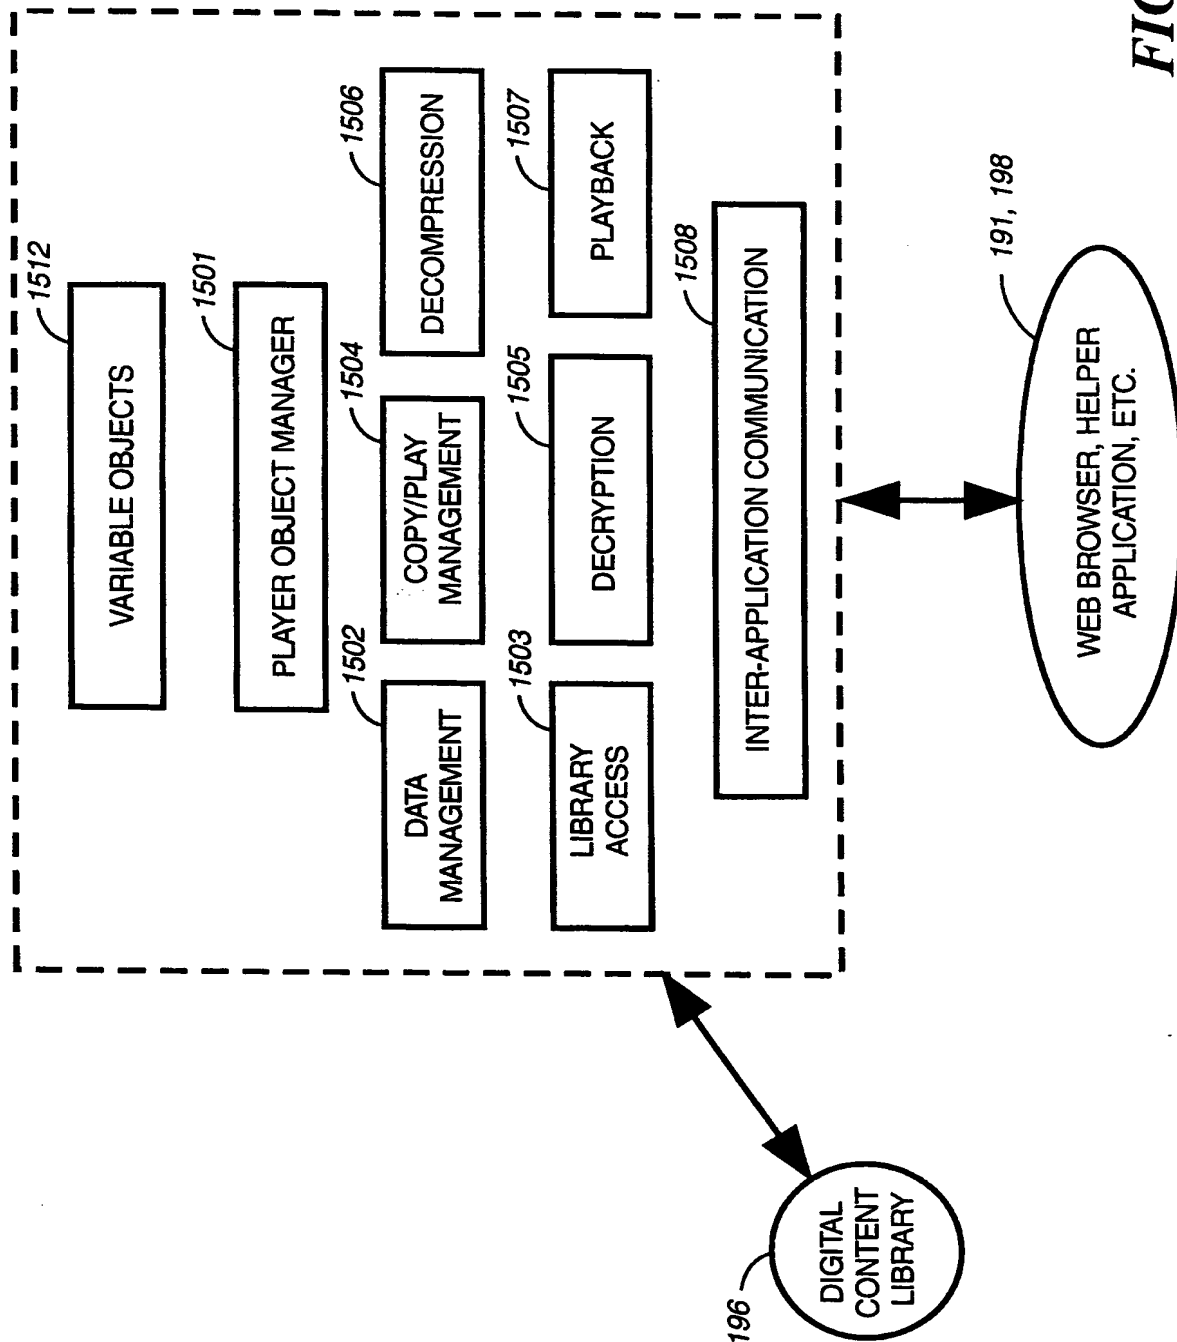 1512
VARIABLE OBJECTS
1501
PLAYER OBJECT MANAGER
1502
DATA
MANAGEMENT
1504
COPY/PLAY
MANAGEMENT
1506
DECOMPRESSION
1503
LIBRARY
ACCESS
1505
DECRYPTION
1507
PLAYBACK
1508
INTER-APPLICATION COMMUNICATION
196
DIGITAL
CONTENT
LIBRARY
191, 198
WEB BROWSER, HELPER
APPLICATION, ETC.